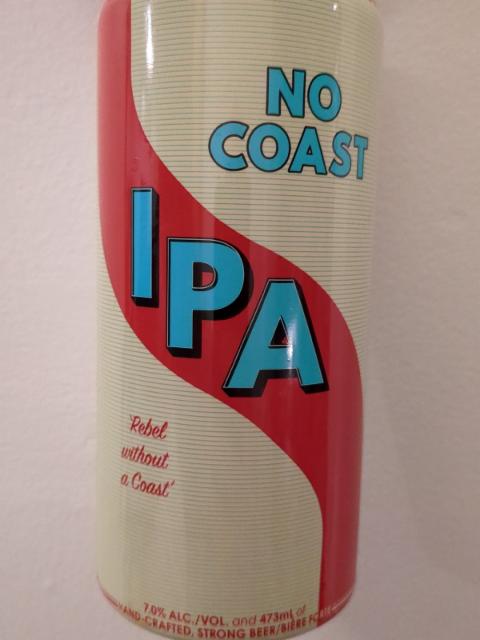 NO
COAST
IPA
'Rebel
without
a Coast'
7.0% ALC./VOL. and 473mL of
HAND-CRAFTED, STRONG BEER/BIÈRE FORTE